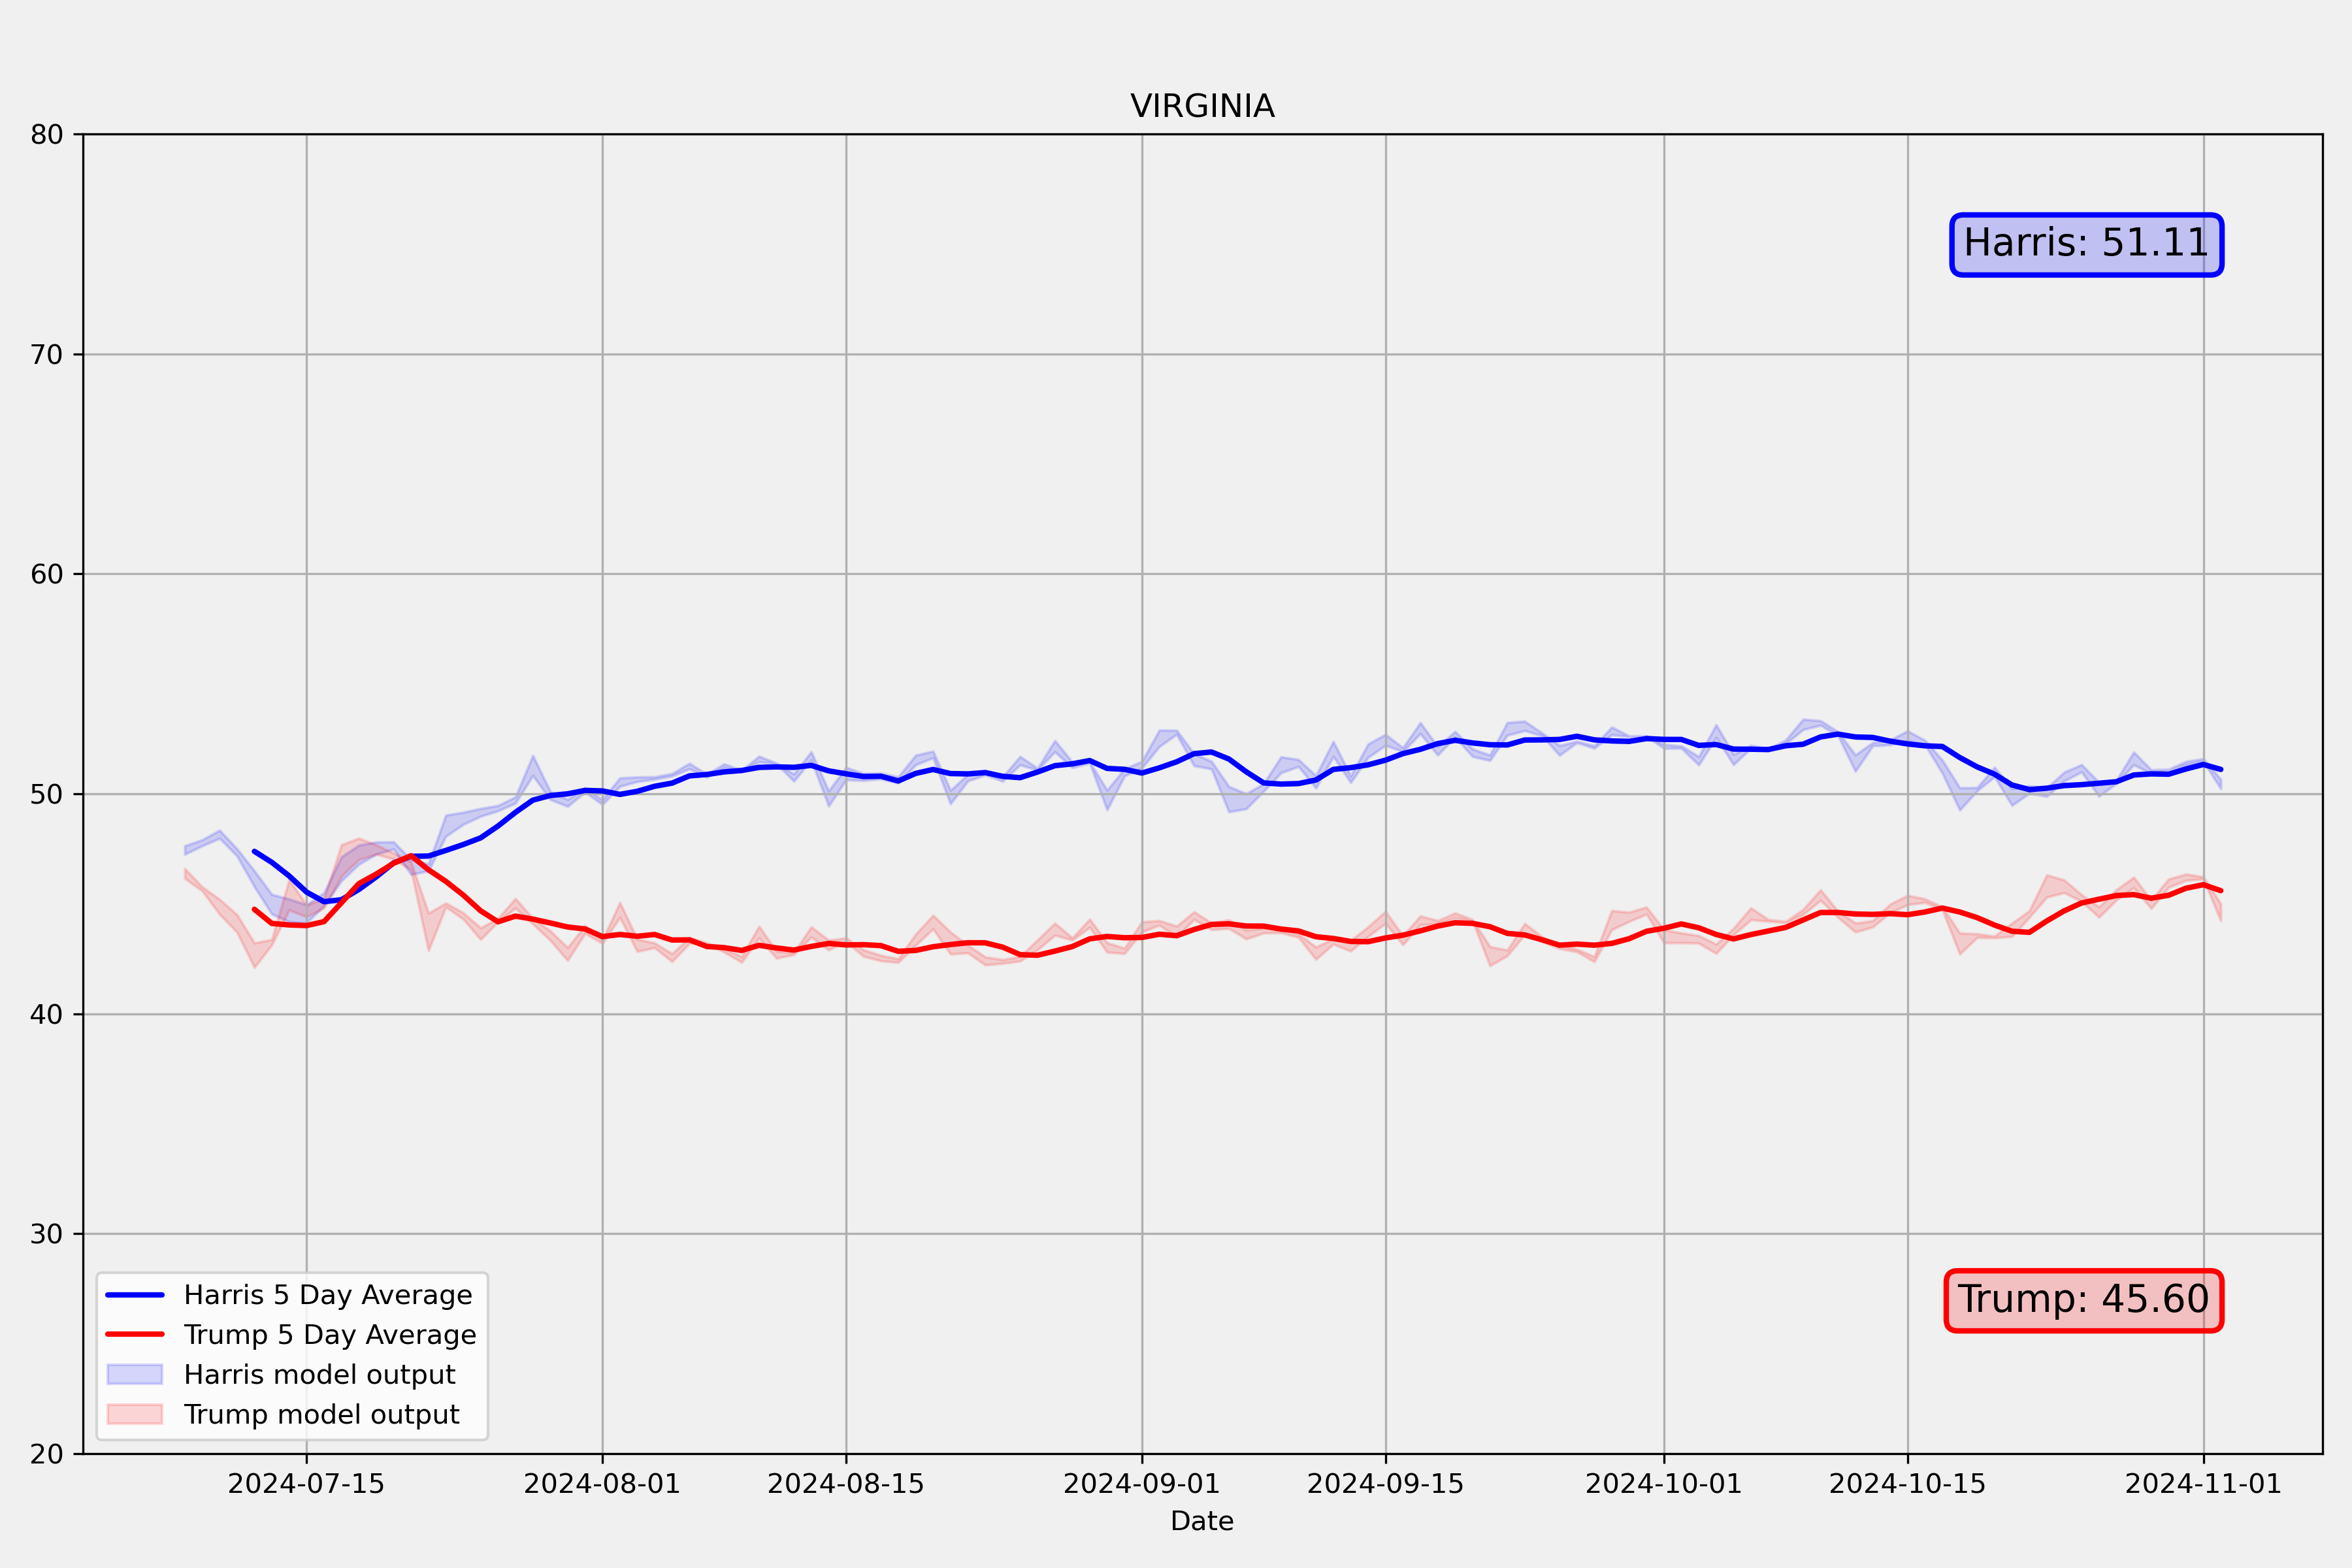 VIRGINIA
80
70
60
50
40
30
20
Harris: 51.11
Trump: 45.60
Harris 5 Day Average
Trump 5 Day Average
Harris model output
Trump model output
2024-07-15 2024-08-01 2024-08-15 2024-09-01 2024-09-15 2024-10-01 2024-10-15 2024-11-01
Date